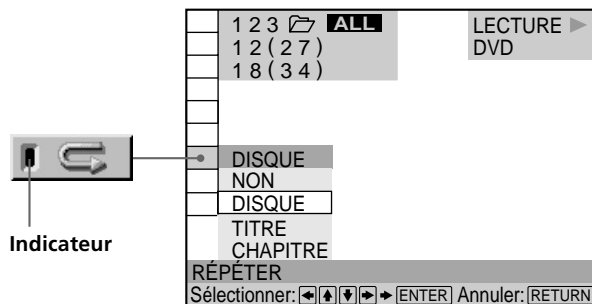 1 2 3 ALL
LECTURE
1 2 ( 2 7 )
DVD
1 8 ( 3 4 )
DISQUE
NON
DISQUE
TITRE
CHAPITRE
Indicateur
RÉPÉTER
Sélectionner: ENTER Annuler: RETURN